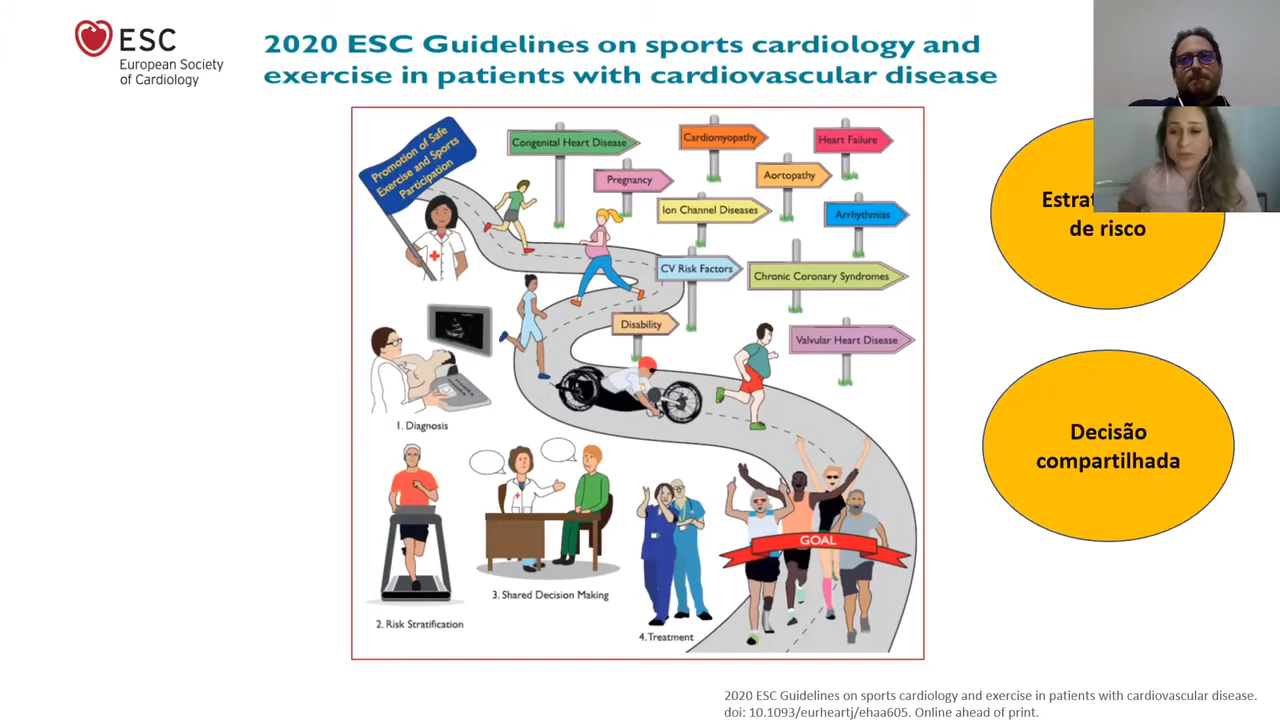 ESC
European Society
of Cardiology
2020 ESC Guidelines on sports cardiology and
exercise in patients with cardiovascular disease
Promotion of Safe
Exercise and Sports
Participation
Congenital Heart Disease
Cardiomyopathy
Heart Failure
Pregnancy
Aortopathy
Ion Channel Diseases
Arrhythmias
CV Risk Factors
Chronic Coronary Syndromes
Disability
Valvular Heart Disease
1. Diagnosis
2. Risk Stratification
3. Shared Decision Making
4. Treatment
GOAL
de risco
Decisão
compartilhada
2020 ESC Guidelines on sports cardiology and exercise in patients with cardiovascular disease.
doi: 10.1093/eurheartj/ehaa605. Online ahead of print.